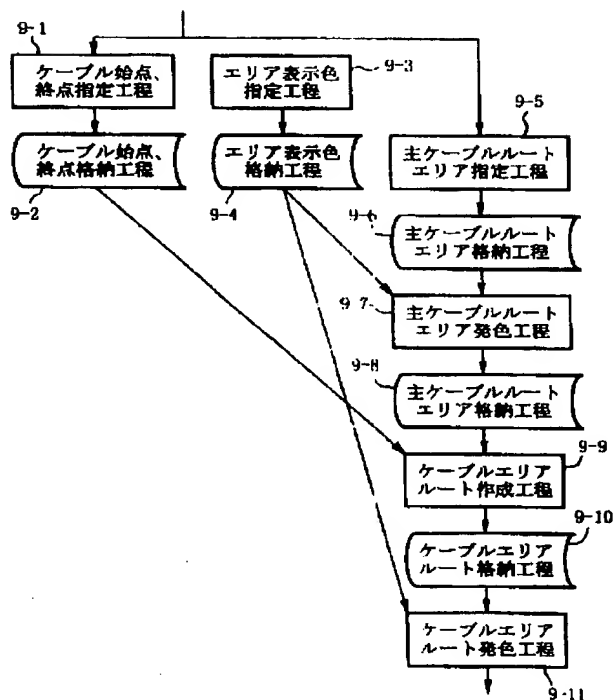 9-1
ケーブル始点、
終点指定工程
ケーブル始点、
終点格納工程
9-2
エリア表示色
指定工程
9-3
エリア表示色
格納工程
9-4
9-5
主ケーブルルート
エリア指定工程
9-6
主ケーブルルート
エリア格納工程
9-7
主ケーブルルート
エリア発色工程
9-8
主ケーブルルート
エリア格納工程
9-9
ケーブルエリア
ルート作成工程
9-10
ケーブルエリア
ルート格納工程
ケーブルエリア
ルート発色工程
9-11